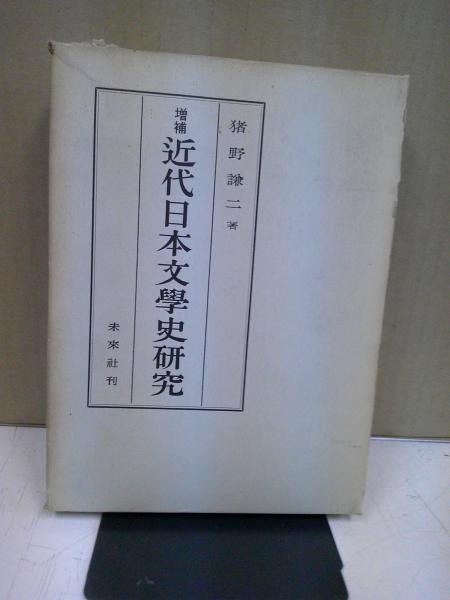 猪野謙二著
増補
近代日本文學史研究
未來社刊